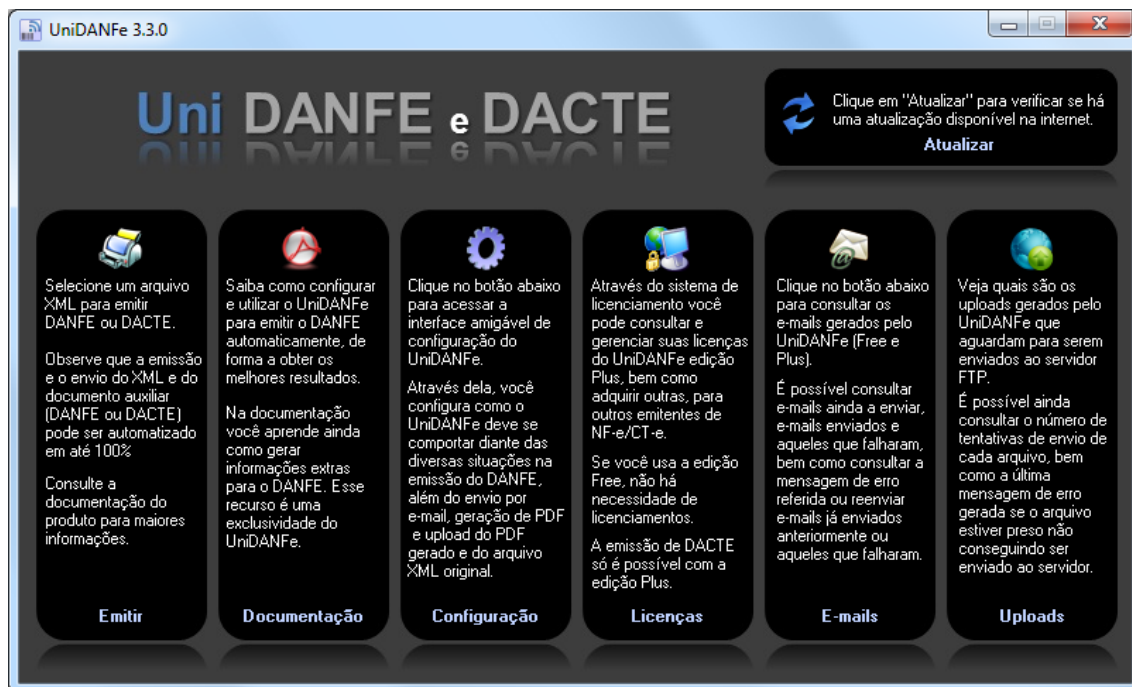 UniDANFe 3.3.0
Uni DANFE e DACTE
Clique em "Atualizar" para verificar se há
uma atualização disponível na internet.
Atualizar
Selecione um arquivo
XML para emitir
DANFE ou DACTE.
Observe que a emissão
e o envio do XML e do
documento auxiliar
(DANFE ou DACTE)
pode ser automatizado
em até 100%
Consulte a
documentação do
produto para maiores
informações.
Emitir
Saiba como configurar
e utilizar o UniDANFe
para emitir o DANFE
automaticamente, de
forma a obter os
melhores resultados.
Na documentação
você aprende ainda
como gerar
informações extras
para o DANFE. Esse
recurso é uma
exclusividade do
UniDANFe.
Documentação
Clique no botão abaixo
para acessar a
interface amigável de
configuração do
UniDANFe.
Através dela, você
configura como o
UniDANFe deve se
comportar diante das
diversas situações na
emissão do DANFE,
além do envio por
e-mail, geração de PDF
e upload do PDF
gerado e do arquivo
XML original.
Configuração
Através do sistema de
licenciamento você
pode consultar e
gerenciar suas licenças
do UniDANFe edição
Plus, bem como
adquirir outras, para
outros emitentes de
NF-e/CT-e.
Se você usa a edição
Free, não há
necessidade de
licenciamentos.
A emissão de DACTE
só é possível com a
edição Plus.
Licenças
Clique no botão abaixo
para consultar os
e-mails gerados pelo
UniDANFe (Free e
Plus).
É possível consultar
e-mails ainda a enviar,
e-mails enviados e
aqueles que falharam,
bem como consultar a
mensagem de erro
referida ou reenviar
e-mails já enviados
anteriormente ou
aqueles que falharam.
E-mails
Veja quais são os
uploads gerados pelo
UniDANFe que
aguardam para serem
enviados ao servidor
FTP.
É possível ainda
consultar o número de
tentativas de envio de
cada arquivo, bem
como a última
mensagem de erro
gerada se o arquivo
estiver preso não
conseguindo ser
enviado ao servidor.
Uploads